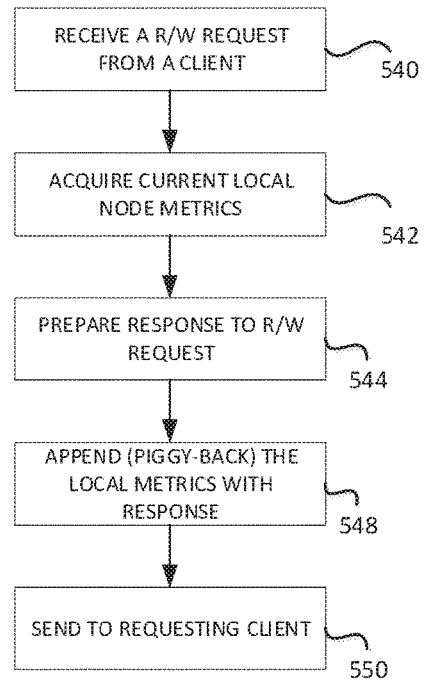 RECEIVE A R/W REQUEST
FROM A CLIENT
540
ACQUIRE CURRENT LOCAL
NODE METRICS
542
PREPARE RESPONSE TO R/W
REQUEST
544
APPEND (PIGGY-BACK) THE
LOCAL METRICS WITH
RESPONSE
548
SEND TO REQUESTING CLIENT
550